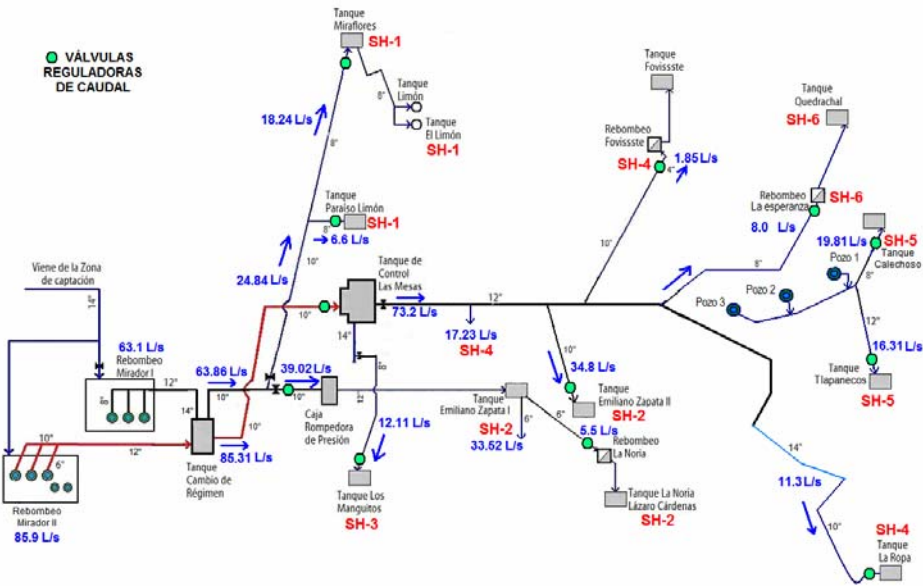 VÁLVULAS
REGULADORAS
DE CAUDAL
Tanque
Miraflores
SH-1
18.24 L/s
8"
8"
Tanque
Limón
Tanque
El Limón
SH-1
Tanque
Paraíso Limón
SH-1
8"
6.6 L/s
10"
24.84 L/s
Tanque
Fovissste
Rebombeo
Fovissste
SH-4
4"
1.85 L/s
10"
Tanque
Quedrachal
SH-6
Rebombeo
La esperanza
SH-6
8.0 L/s
8"
19.81 L/s
SH-5
Tanque
Calechoso
8"
Pozo 1
Pozo 2
Pozo 3
12"
16.31 L/s
Tanque
Tlapanecos
SH-5
Viene de la Zona
de captación
14"
Tanque de
Control
Las Mesas
10"
14"
12"
73.2 L/s
17.23 L/s
SH-4
10"
34.8 L/s
Tanque
Emiliano Zapata II
SH-2
63.1 L/s
Rebombeo
Mirador I
8"
12"
14"
63.86 L/s
10"
39.02 L/s
10"
10"
Caja
Rompedora
de Presión
8"
12"
12.11 L/s
Tanque
Emiliano Zapata I
SH-2
33.52 L/s
6"
6"
5.5 L/s
Rebombeo
La Noria
Tanque La Noria
Lázaro Cárdenas
SH-2
10"
6"
12"
85.31 L/s
Tanque
Cambio de
Régimen
Rebombeo
Mirador II
85.9 L/s
Tanque Los
Manguitos
SH-3
14"
11.3 L/s
10"
SH-4
Tanque
La Ropa